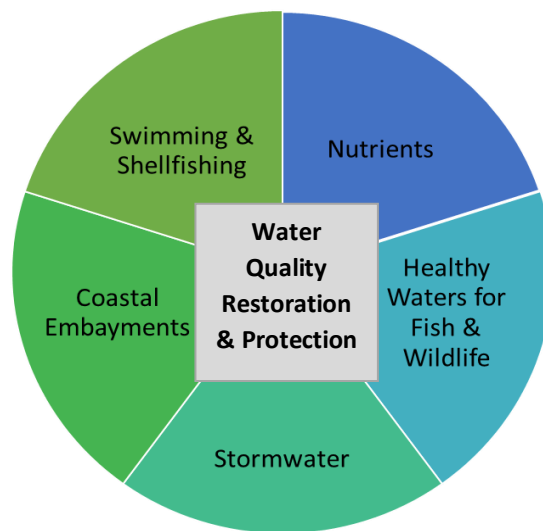 Swimming &
Shellfishing
Nutrients
Water
Quality
Restoration
& Protection
Coastal
Embayments
Healthy
Waters for
Fish &
Wildlife
Stormwater